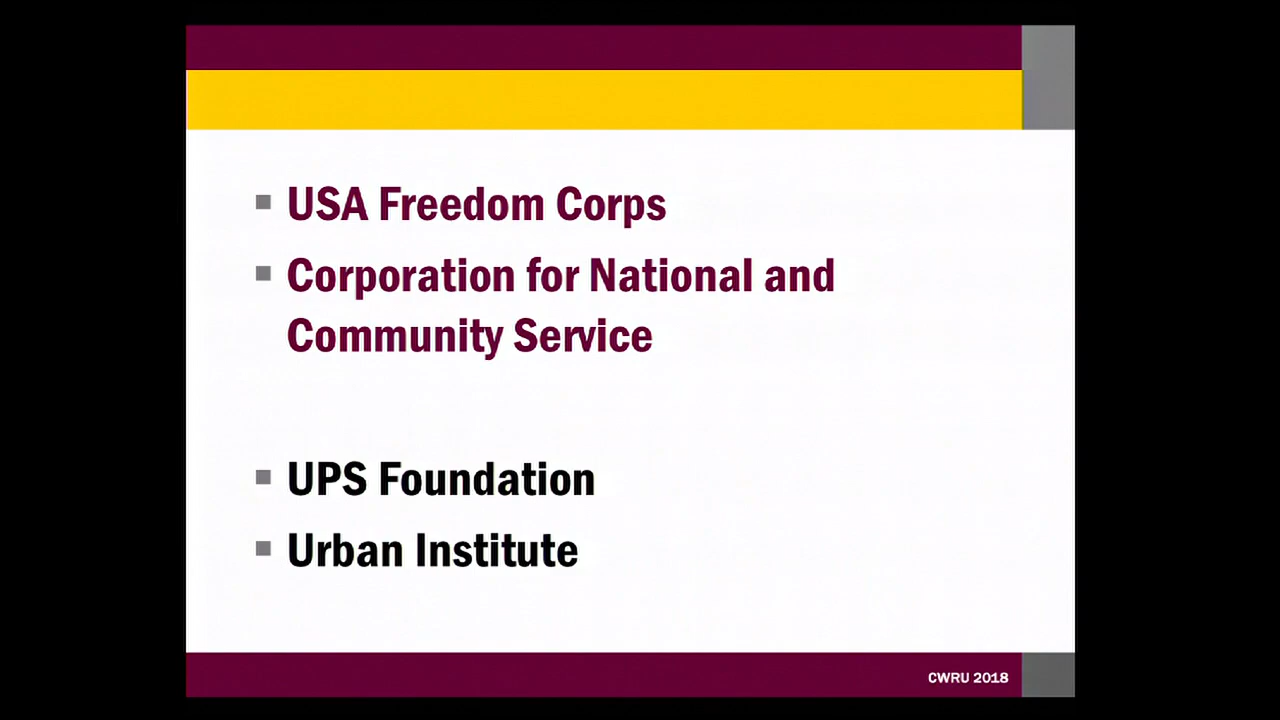 USA Freedom Corps
Corporation for National and
Community Service
UPS Foundation
Urban Institute
CWRU 2018